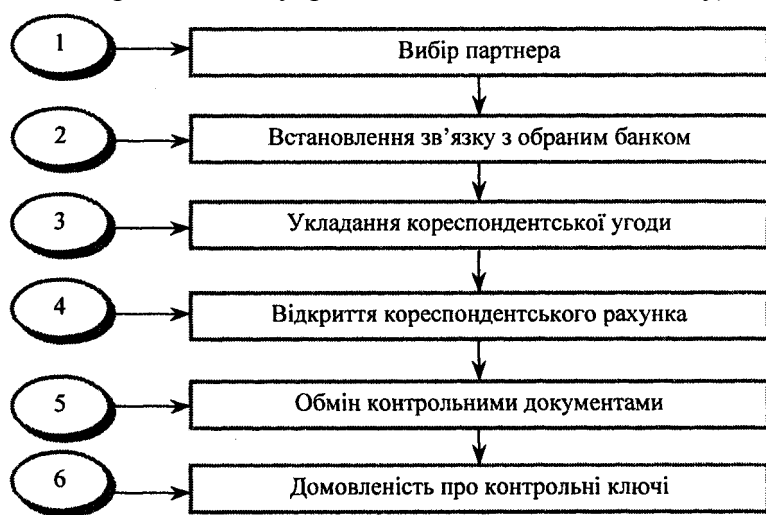 1
Вибір партнера
2
Встановлення зв’язку з обраним банком
3
Укладання кореспондентської угоди
4
Відкриття кореспондентського рахунка
5
Обмін контрольними документами
6
Домовленість про контрольні ключі